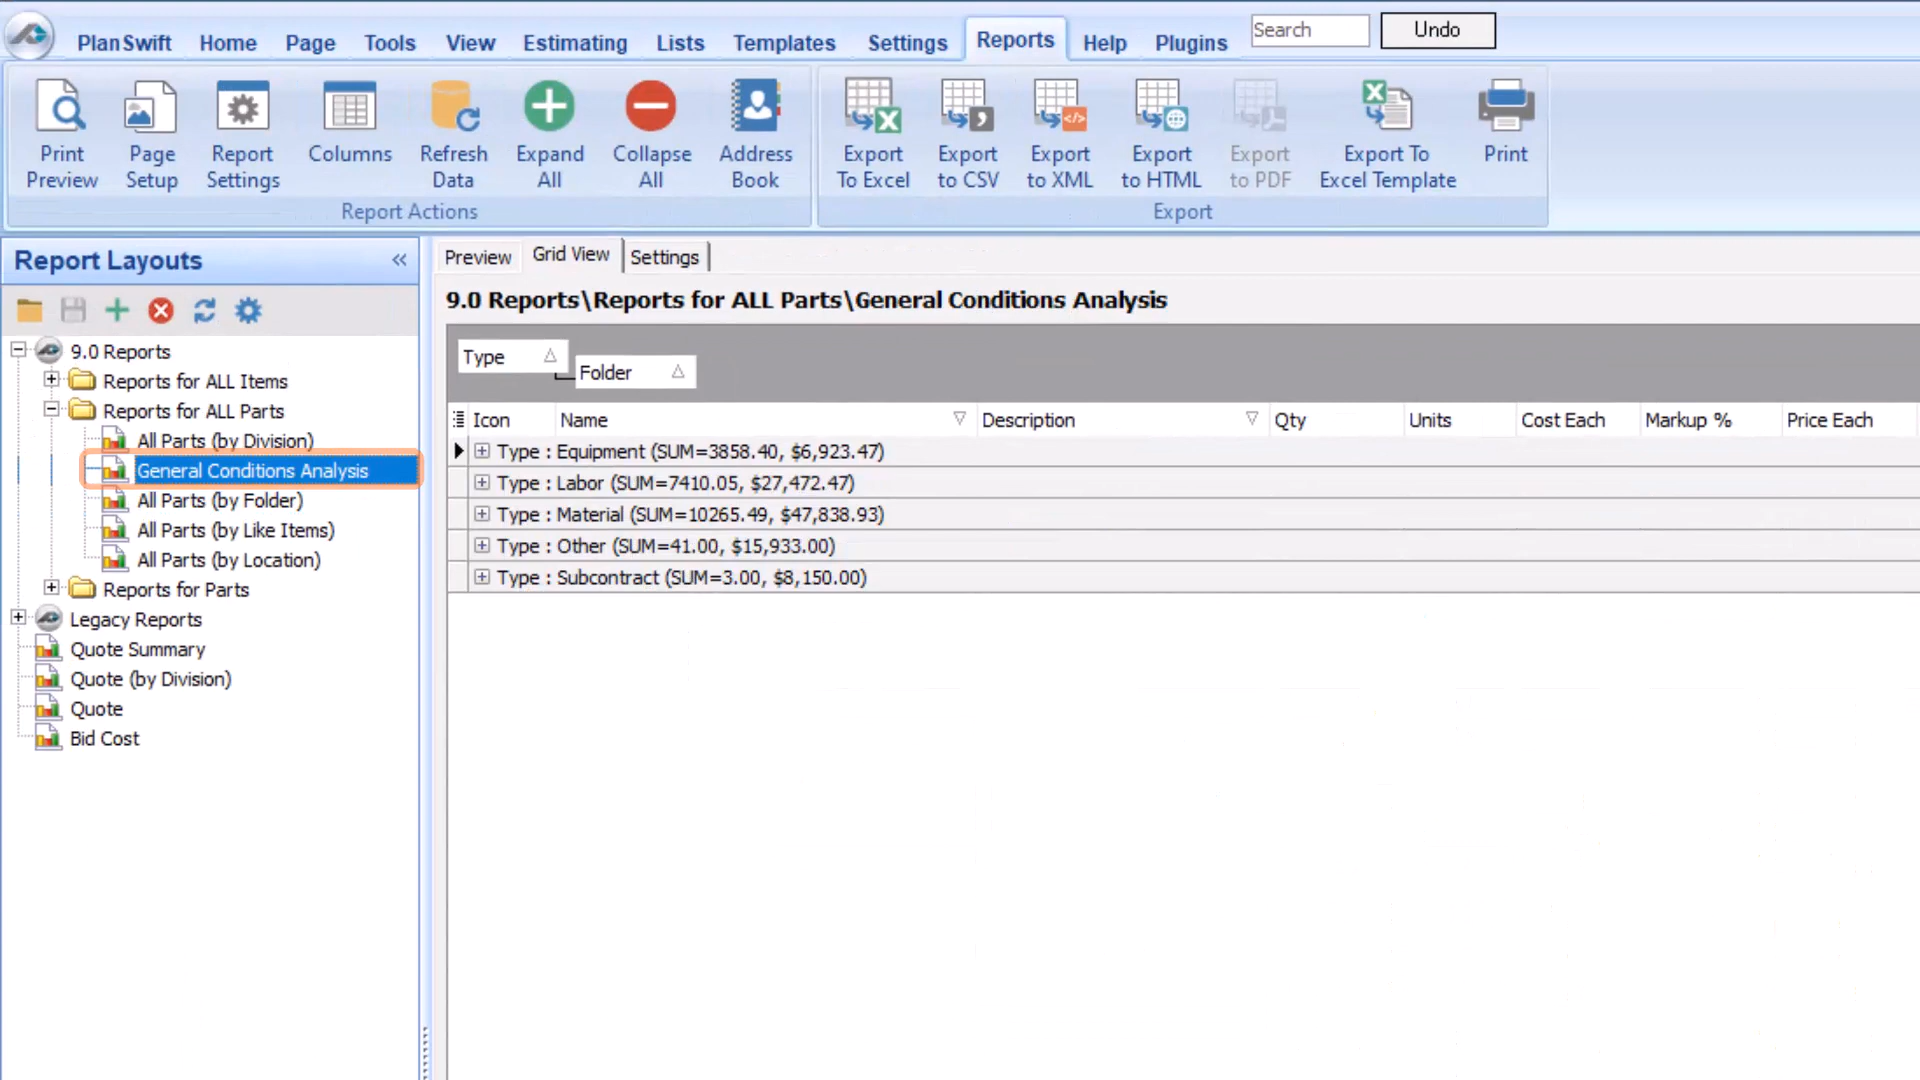 PlanSwift Home Page Tools View Estimating Lists Templates Settings Reports Help Plugins Search Undo
Print Preview
Page Setup
Report Settings
Columns
Refresh Data
Expand All
Collapse All
Address Book
Export To Excel
Export to CSV
Export to XML
Export to HTML
Export to PDF
Export To Excel Template
Print
Report Actions
Export
Report Layouts «
9.0 Reports
Reports for ALL Items
Reports for ALL Parts
All Parts (by Division)
General Conditions Analysis
All Parts (by Folder)
All Parts (by Like Items)
All Parts (by Location)
Reports for Parts
Legacy Reports
Quote Summary
Quote (by Division)
Quote
Bid Cost
Preview Grid View Settings
9.0 Reports\Reports for ALL Parts\General Conditions Analysis
Type
Folder
Icon Name Description Qty Units Cost Each Markup % Price Each
Type : Equipment (SUM=3858.40, $6,923.47)
Type : Labor (SUM=7410.05, $27,472.47)
Type : Material (SUM=10265.49, $47,838.93)
Type : Other (SUM=41.00, $15,933.00)
Type : Subcontract (SUM=3.00, $8,150.00)